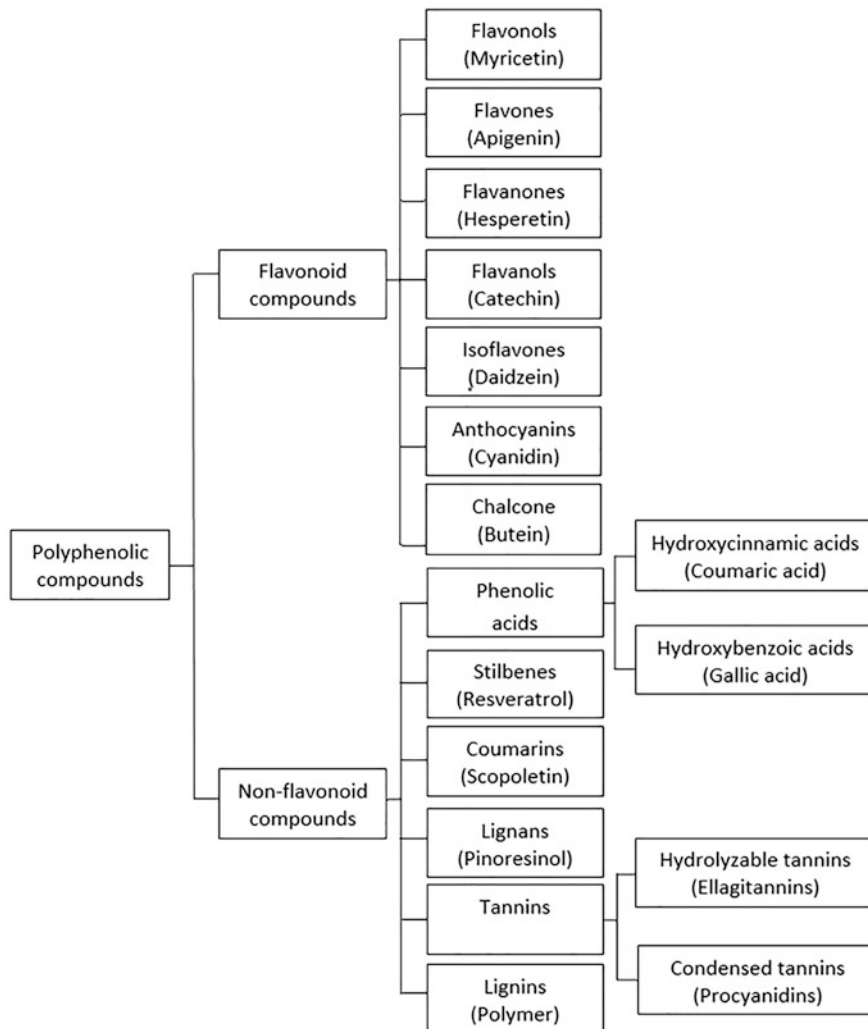 Flavonols
(Myricetin)
Flavones
(Apigenin)
Flavanones
(Hesperetin)
Flavonoid
compounds
Flavanols
(Catechin)
Isoflavones
(Daidzein)
Anthocyanins
(Cyanidin)
Chalcone
(Butein)
Polyphenolic
compounds
Hydroxycinnamic acids
(Coumaric acid)
Phenolic
acids
Hydroxybenzoic acids
(Gallic acid)
Stilbenes
(Resveratrol)
Coumarins
(Scopoletin)
Non-flavonoid
compounds
Lignans
(Pinoresinol)
Hydrolyzable tannins
(Ellagitannins)
Tannins
Condensed tannins
(Procyanidins)
Lignins
(Polymer)